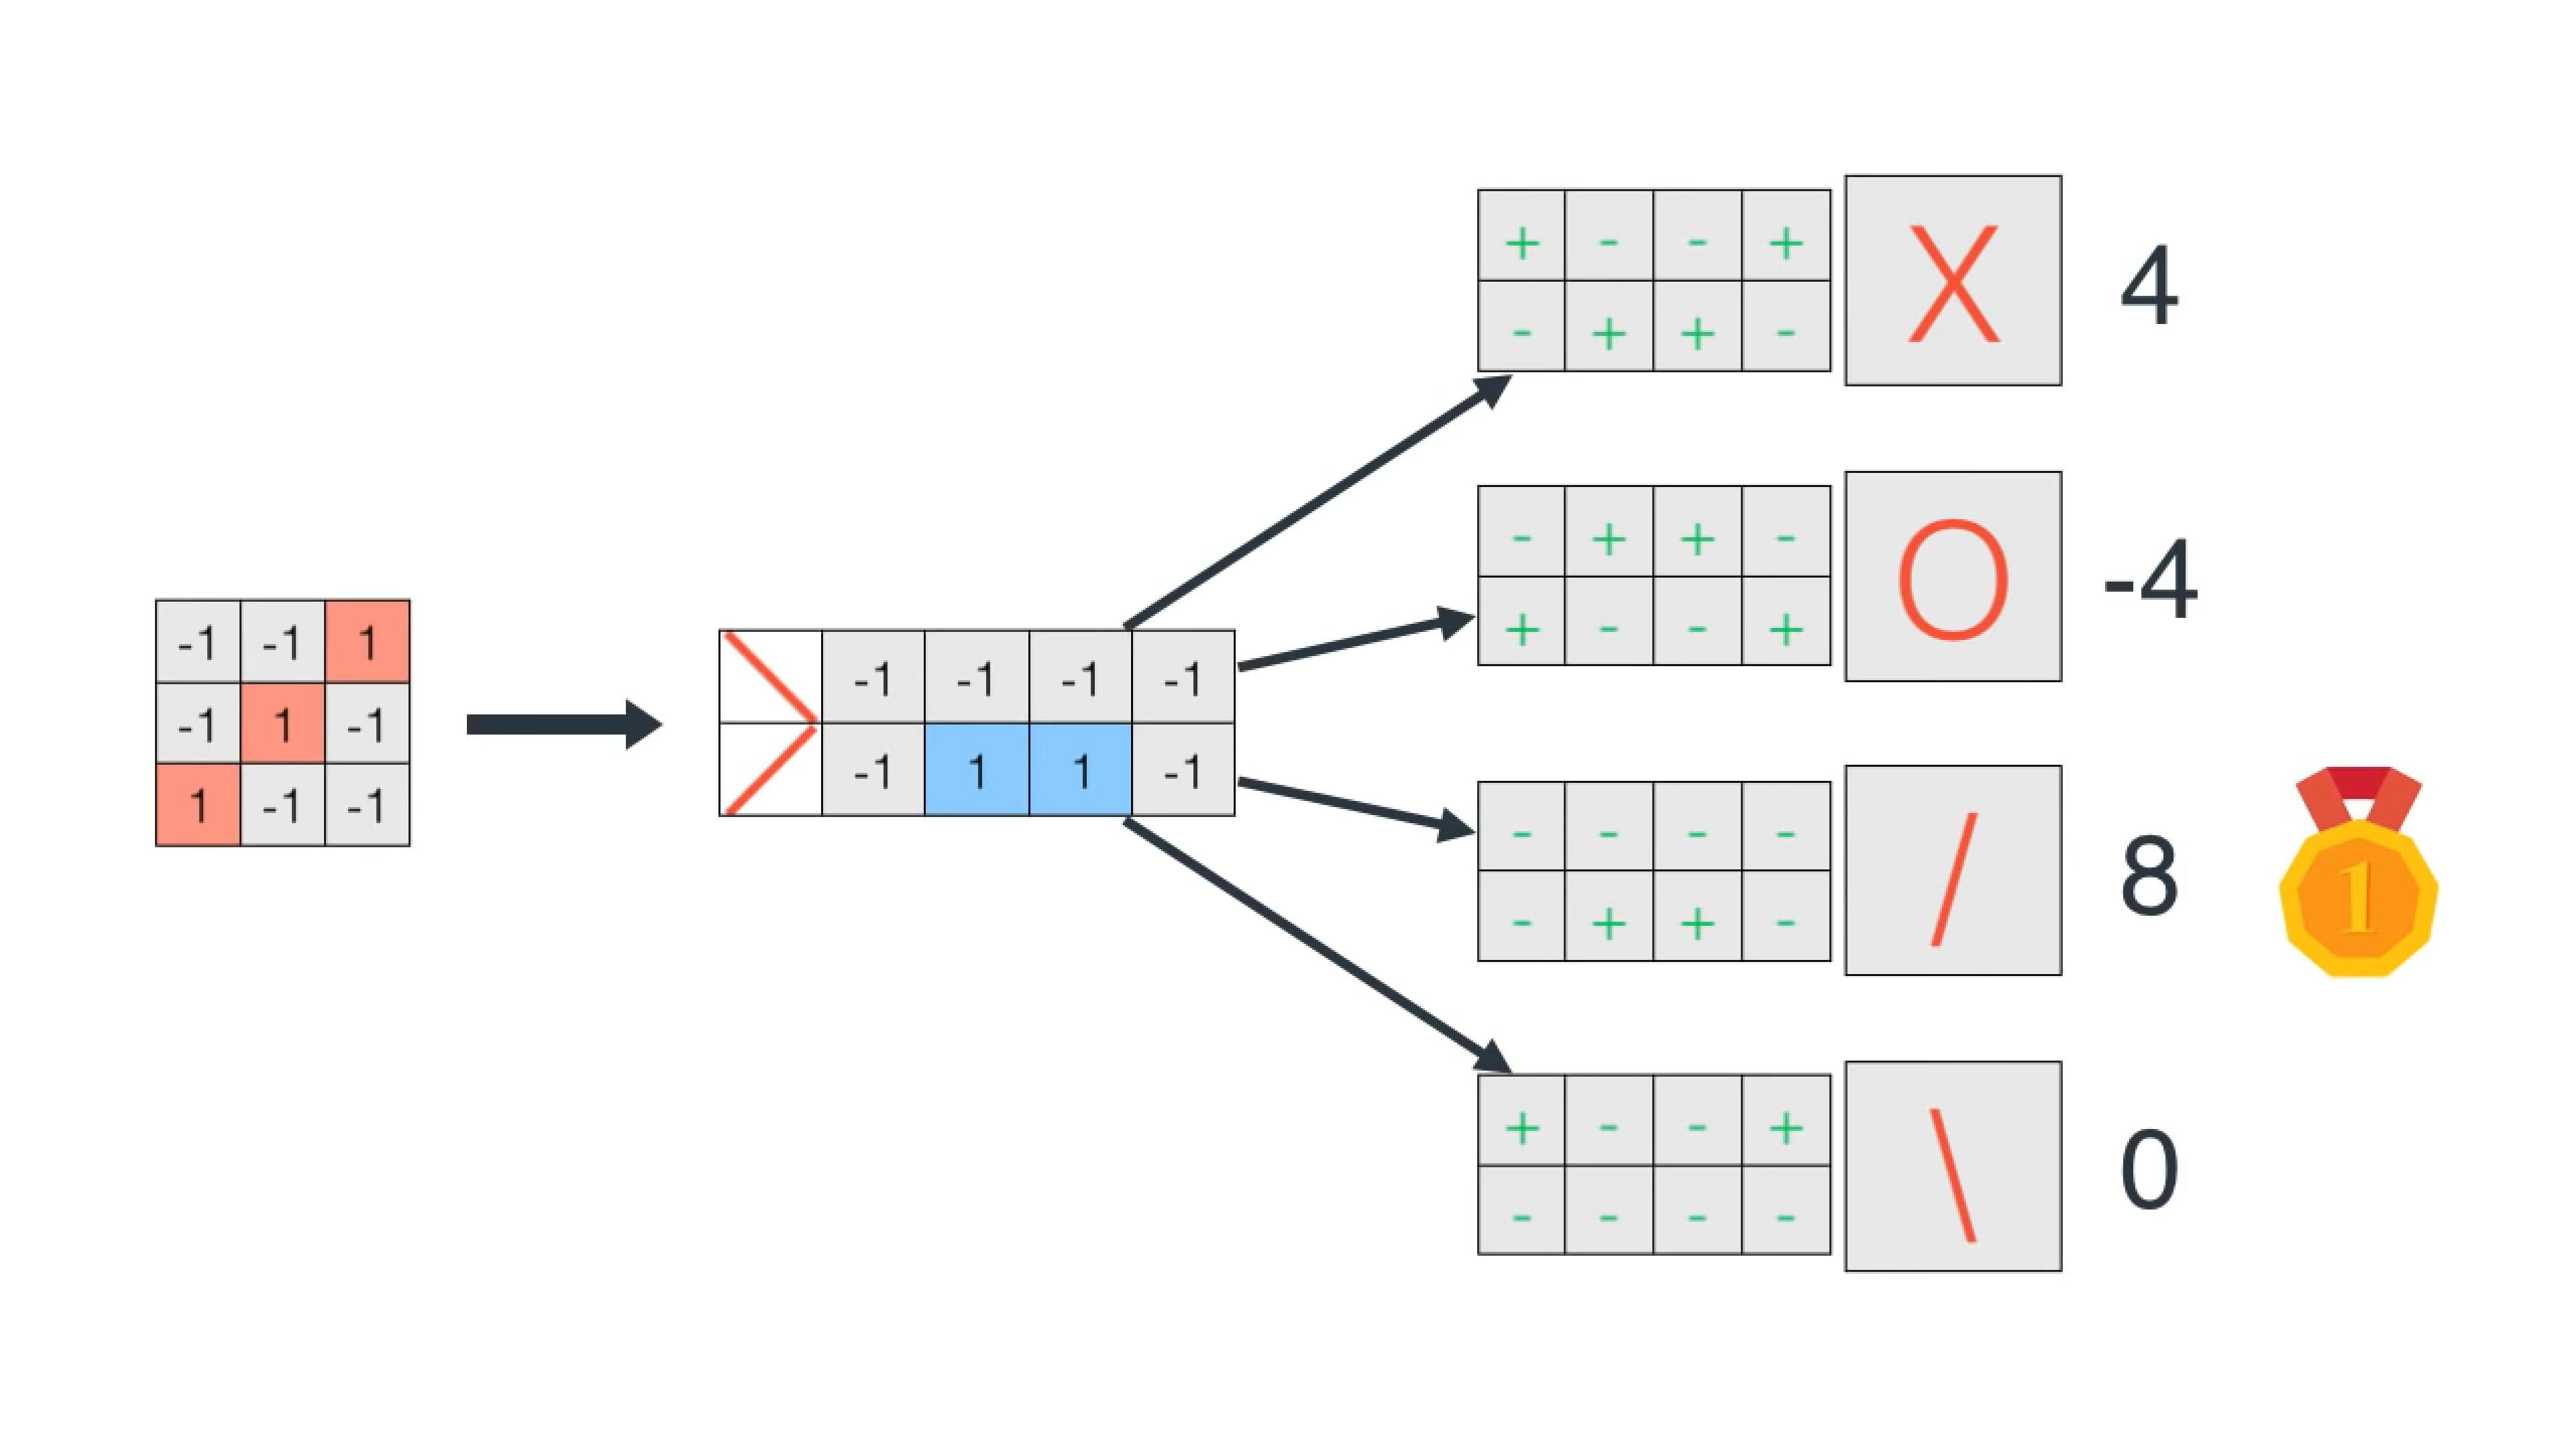 -1 -1 1
-1 1 -1
1 -1 -1
-1 -1 -1 -1
-1 1 1 -1
+ - - +
- + + -
X
4
- + + -
+ - - +
O
-4
- - - -
- + + -
/
8
1
+ - - +
- - - -
\
0